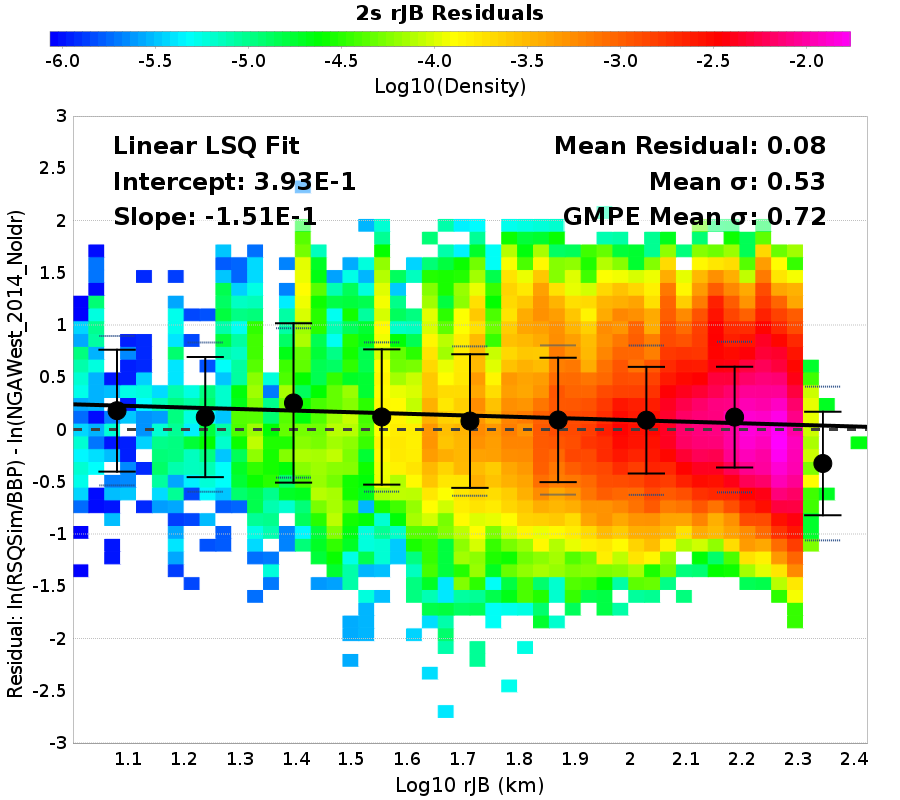 2s rJB Residuals
-6.0 -5.5 -5.0 -4.5 -4.0 -3.5 -3.0 -2.5 -2.0
Log10(Density)
Linear LSQ Fit
Intercept: 3.93E-1
Slope: -1.51E-1
Mean Residual: 0.08
Mean σ: 0.53
GMPE Mean σ: 0.72
Residual: ln(RSQSim/BBP) - ln(NGAWest_2014_NoIdr)
3
2.5
2
1.5
1
0.5
0
-0.5
-1
-1.5
-2
-2.5
-3
1.1 1.2 1.3 1.4 1.5 1.6 1.7 1.8 1.9 2 2.1 2.2 2.3 2.4
Log10 rJB (km)